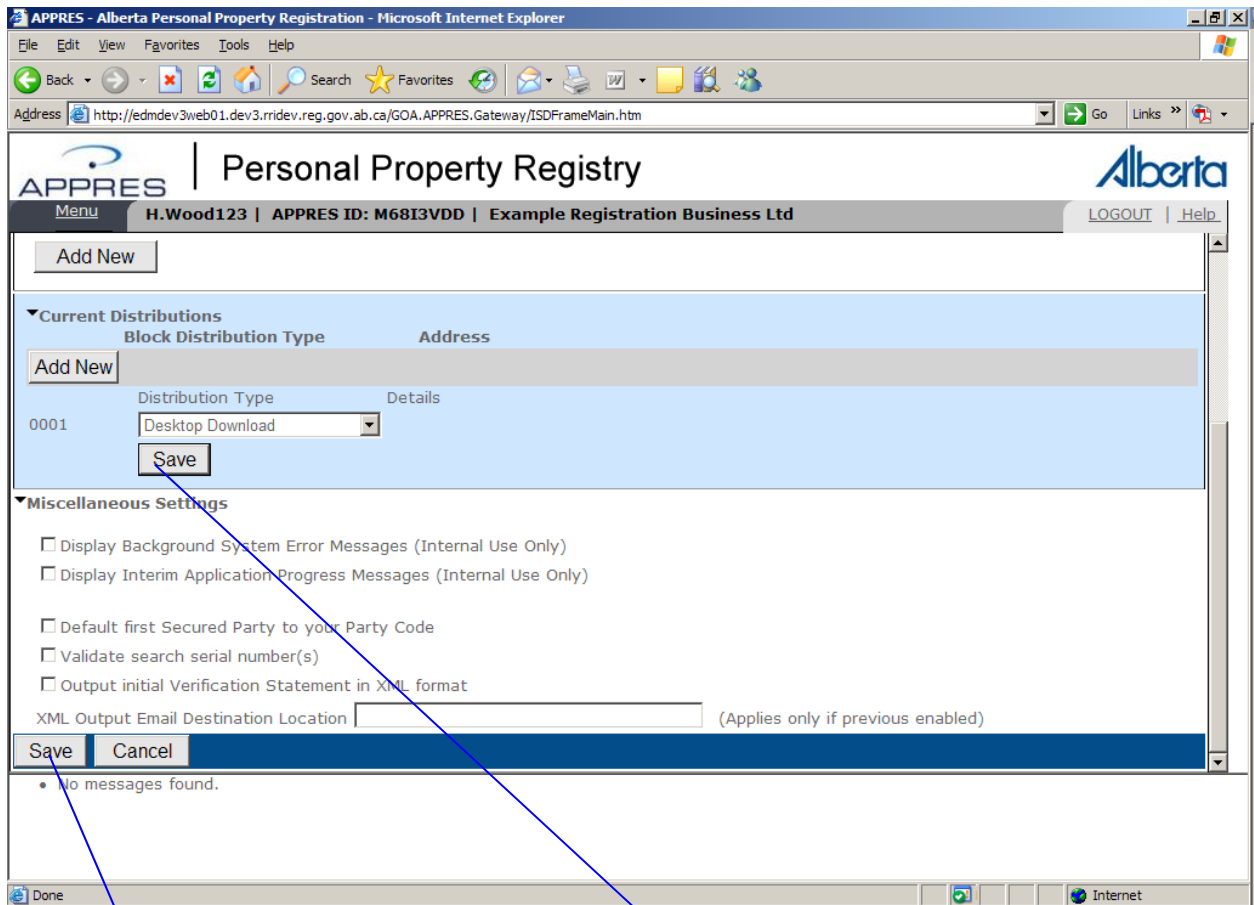 APPRES - Alberta Personal Property Registration - Microsoft Internet Explorer
File Edit View Favorites Tools Help
Back Search Favorites
Address http://edmdev3web01.dev3.rridev.reg.gov.ab.ca/GOA.APPRES.Gateway/ISDFrameMain.htm Go Links »
APPRES | Personal Property Registry Alberta
Menu H.Wood123 | APPRES ID: M68I3VDD | Example Registration Business Ltd LOGOUT | Help
Add New
Current Distributions
Block Distribution Type Address
Add New
Distribution Type Details
0001 Desktop Download
Save
Miscellaneous Settings
Display Background System Error Messages (Internal Use Only)
Display Interim Application Progress Messages (Internal Use Only)
Default first Secured Party to your Party Code
Validate search serial number(s)
Output initial Verification Statement in XML format
XML Output Email Destination Location (Applies only if previous enabled)
Save Cancel
• No messages found.
Done Internet